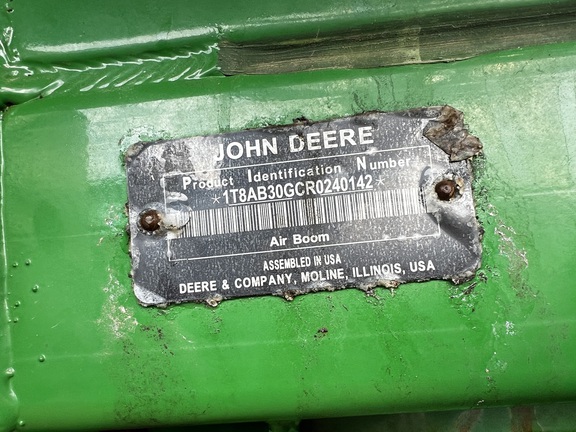 JOHN DEERE
Product Identification Number
*1T8AB30GCR0240142*
Air Boom
ASSEMBLED IN USA
DEERE & COMPANY, MOLINE, ILLINOIS, USA